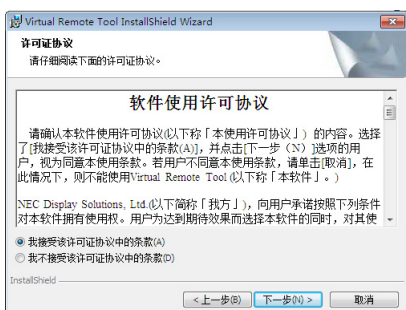 Virtual Remote Tool InstallShield Wizard
许可证协议
请仔细阅读下面的许可证协议。
软件使用许可协议
请确认本软件使用许可协议(以下称「本使用许可协议」) 的内容。选择
了[我接受该许可证协议中的条款(A)]，并点击[下一步（N）]选项的用
户，视为同意本使用条款。若用户不同意本使用条款，请单击[取消]，在
此情况下，则不能使用Virtual Remote Tool (以下称「本软件」。)
NEC Display Solutions, Ltd.(以下简称「我方」)，向用户承诺按照下列条件
对本软件拥有使用权。用户为达到期待效果而选择本软件的同时，对其使
我接受该许可证协议中的条款(A)
我不接受该许可证协议中的条款(D)
InstallShield
<上一步(B)
下一步(N) >
取消